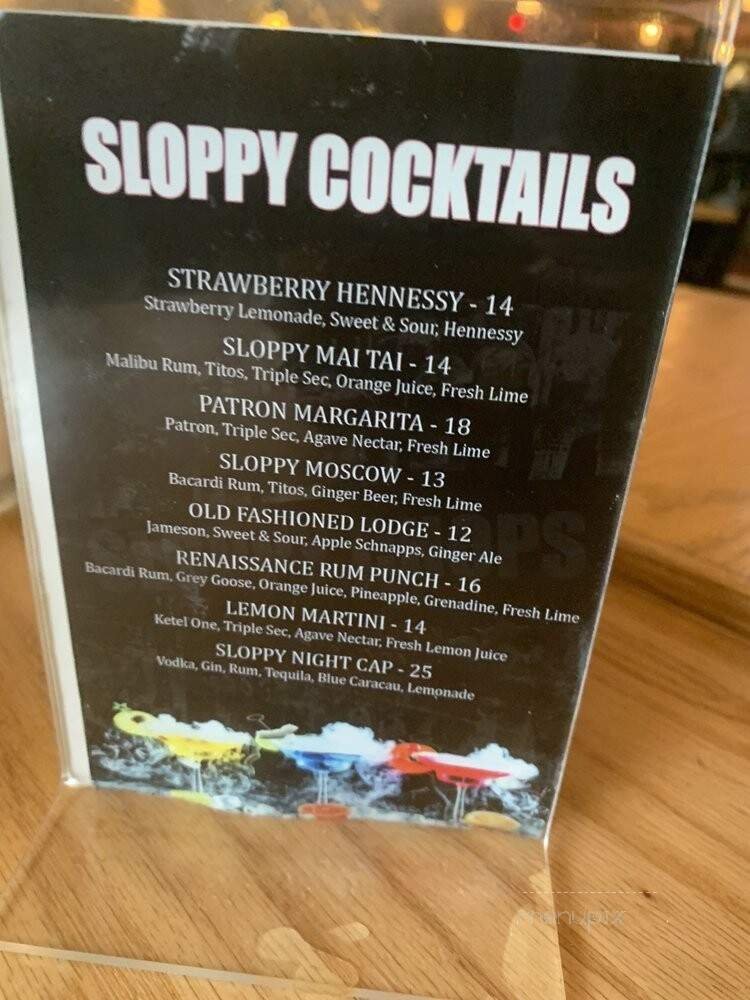 SLOPPY COCKTAILS
STRAWBERRY HENNESSY - 14
Strawberry Lemonade, Sweet & Sour, Hennessy
SLOPPY MAI TAI - 14
Malibu Rum, Titos, Triple Sec, Orange Juice, Fresh Lime
PATRON MARGARITA - 18
Patron, Triple Sec, Agave Nectar, Fresh Lime
SLOPPY MOSCOW - 13
Bacardi Rum, Titos, Ginger Beer, Fresh Lime
OLD FASHIONED LODGE - 12
Jameson, Sweet & Sour, Apple Schnapps, Ginger Ale
RENAISSANCE RUM PUNCH - 16
Bacardi Rum, Grey Goose, Orange Juice, Pineapple, Grenadine, Fresh Lime
LEMON MARTINI - 14
Ketel One, Triple Sec, Agave Nectar, Fresh Lemon Juice
SLOPPY NIGHT CAP - 25
Vodka, Gin, Rum, Tequila, Blue Caracau, Lemonade
menupix